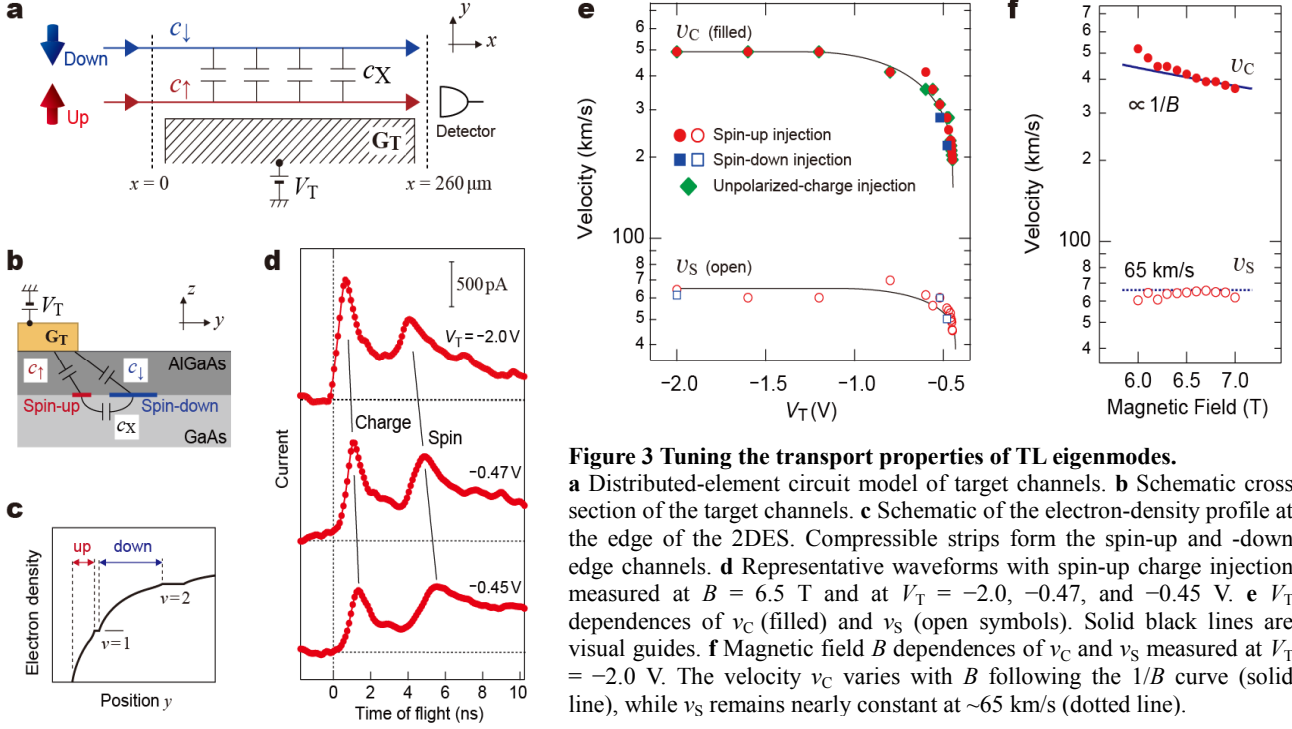 a
Down
Up
c↓
c↑
cX
y
x
Detector
GT
VT
x = 0
x = 260 μm
b
VT
z
y
GT
c↑
c↓
AlGaAs
Spin-up
Spin-down
cX
GaAs
c
Electron density
up
down
ν=1
ν=2
Position y
d
Current
500 pA
VT = −2.0 V
Charge
Spin
−0.47 V
−0.45 V
0 2 4 6 8 10
Time of flight (ns)
e
Velocity (km/s)
7
6
5
4
3
2
100
8
7
6
5
4
υC (filled)
Spin-up injection
Spin-down injection
Unpolarized-charge injection
υS (open)
−2.0 −1.5 −1.0 −0.5
VT (V)
f
Velocity (km/s)
7
6
5
4
3
2
100
8
7
6
5
4
υC
∝ 1/B
65 km/s
υS
6.0 6.5 7.0
Magnetic Field (T)
Figure 3 Tuning the transport properties of TL eigenmodes.
a Distributed-element circuit model of target channels. b Schematic cross
section of the target channels. c Schematic of the electron-density profile at
the edge of the 2DES. Compressible strips form the spin-up and -down
edge channels. d Representative waveforms with spin-up charge injection
measured at B = 6.5 T and at VT = −2.0, −0.47, and −0.45 V. e VT
dependences of vC (filled) and vS (open symbols). Solid black lines are
visual guides. f Magnetic field B dependences of vC and vS measured at VT
= −2.0 V. The velocity vC varies with B following the 1/B curve (solid
line), while vS remains nearly constant at ~65 km/s (dotted line).